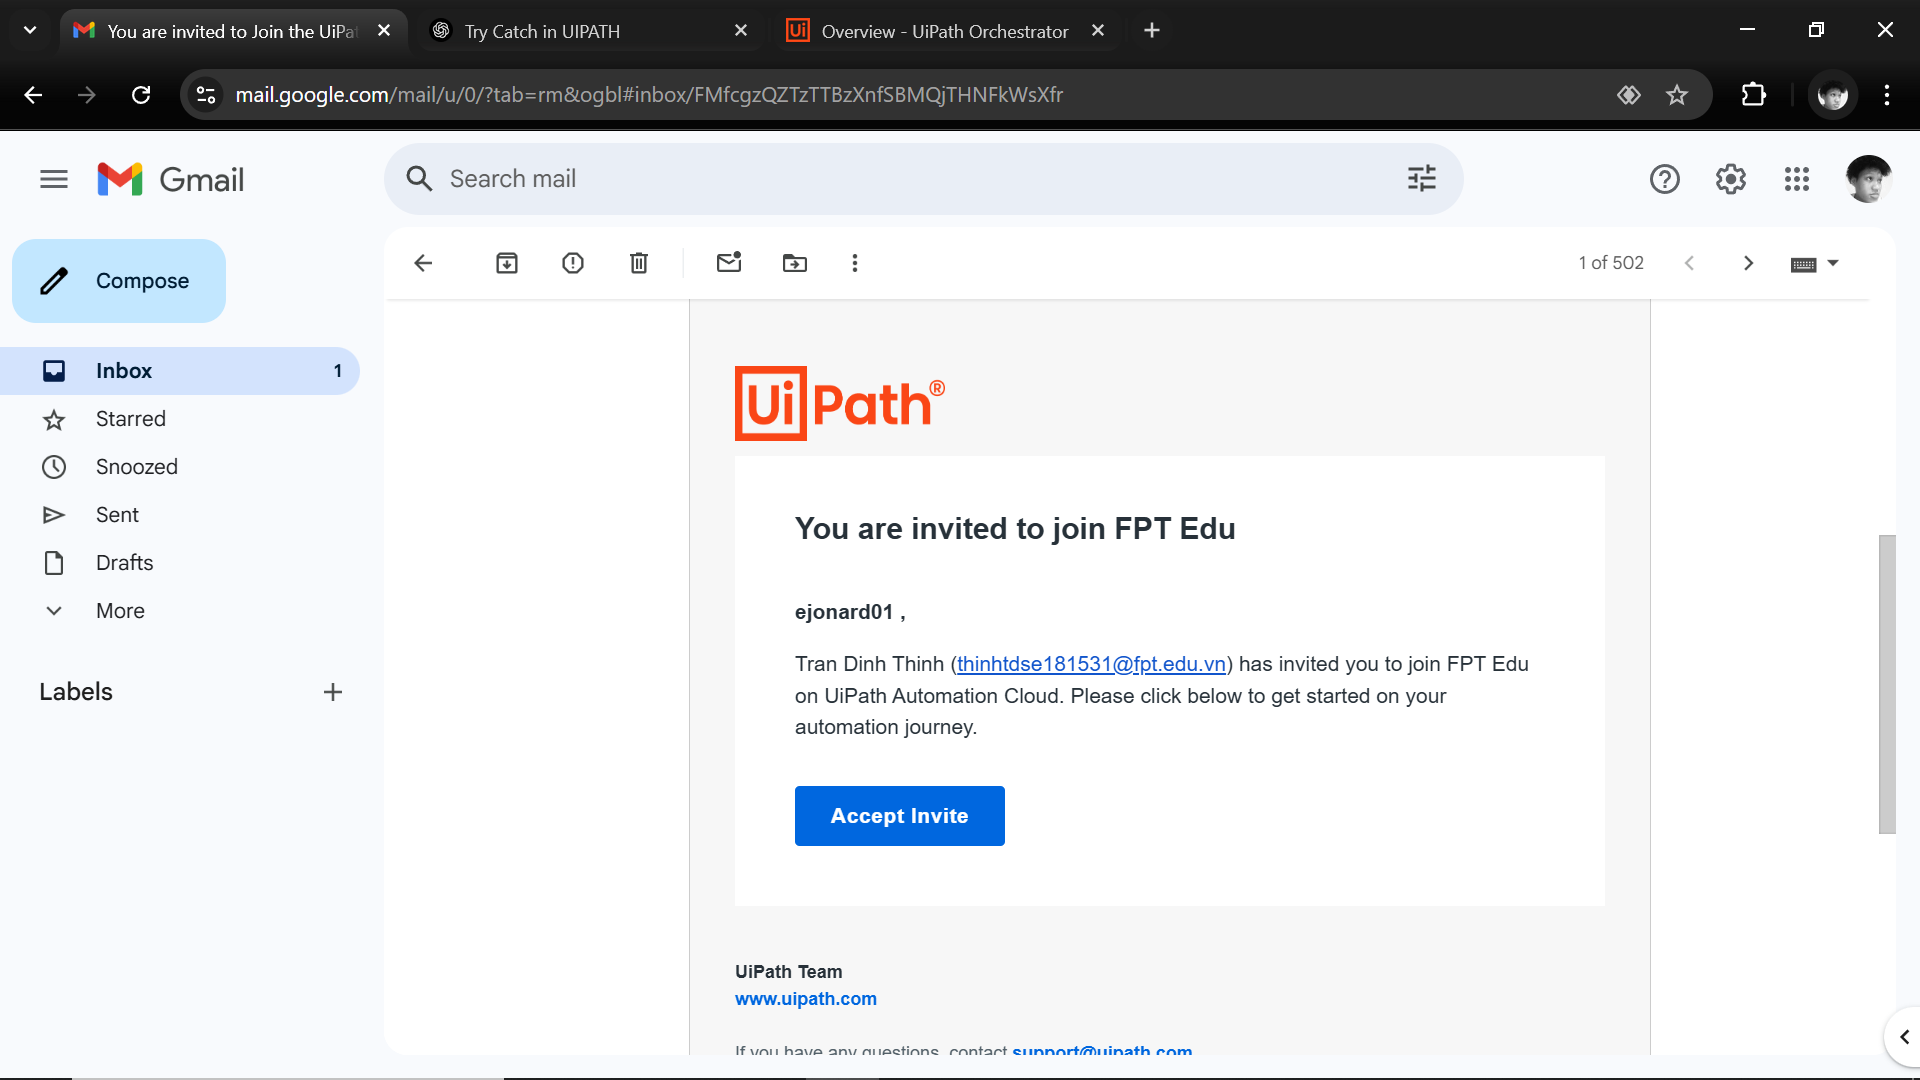 You are invited to Join the UiPat
Try Catch in UIPATH
Ui
Overview - UiPath Orchestrator
mail.google.com/mail/u/0/?tab=rm&ogbl#inbox/FMfcgzQZTzTTBzXnfSBMQjTHNFkWsXfr
Gmail
Search mail
Compose
1 of 502
Inbox 1
Starred
Snoozed
Sent
Drafts
More
Labels
UiPath®
You are invited to join FPT Edu
ejonard01 ,
Tran Dinh Thinh (thinhtdse181531@fpt.edu.vn) has invited you to join FPT Edu
on UiPath Automation Cloud. Please click below to get started on your
automation journey.
Accept Invite
UiPath Team
www.uipath.com
If you have any questions, contact support@uipath.com